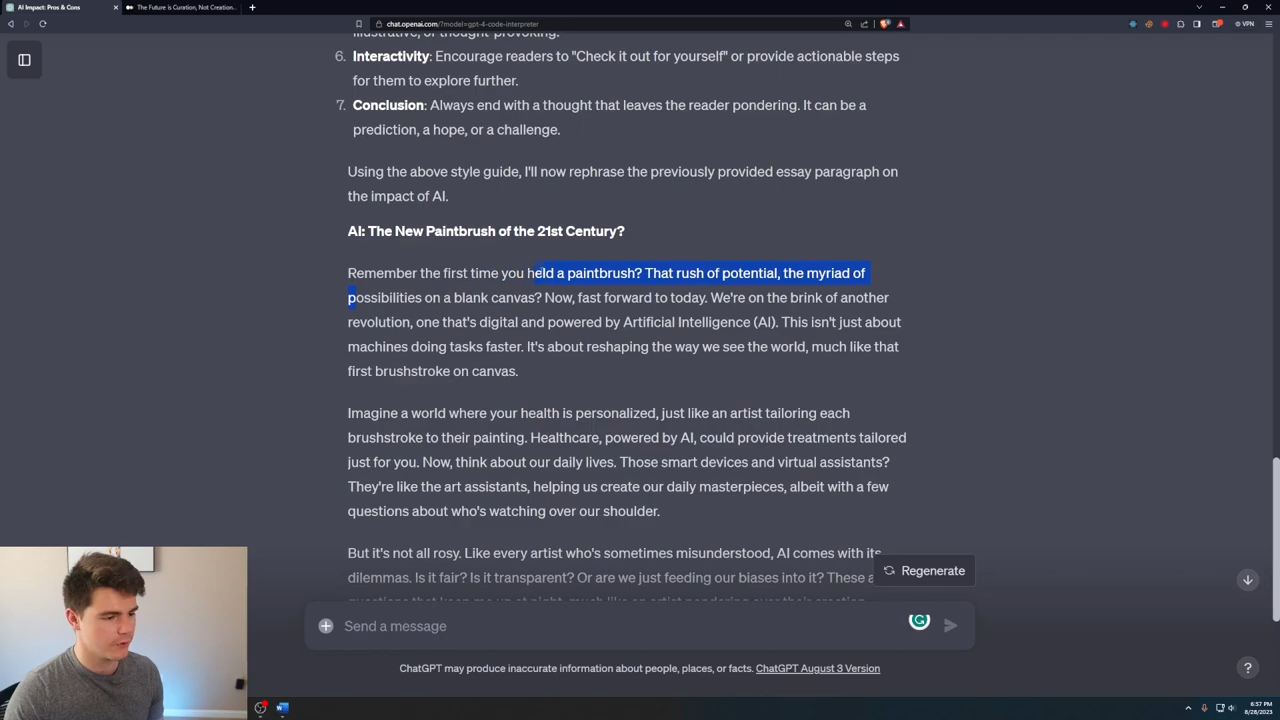 AI Impact: Pros & Cons
The Future is Curation, Not Creation...
chat.openai.com/?model=gpt-4-code-interpreter
VPN
illustrative, or thought-provoking.
6. Interactivity: Encourage readers to "Check it out for yourself" or provide actionable steps
for them to explore further.
7. Conclusion: Always end with a thought that leaves the reader pondering. It can be a
prediction, a hope, or a challenge.
Using the above style guide, I'll now rephrase the previously provided essay paragraph on
the impact of AI.
AI: The New Paintbrush of the 21st Century?
Remember the first time you held a paintbrush? That rush of potential, the myriad of
possibilities on a blank canvas? Now, fast forward to today. We're on the brink of another
revolution, one that's digital and powered by Artificial Intelligence (AI). This isn't just about
machines doing tasks faster. It's about reshaping the way we see the world, much like that
first brushstroke on canvas.
Imagine a world where your health is personalized, just like an artist tailoring each
brushstroke to their painting. Healthcare, powered by AI, could provide treatments tailored
just for you. Now, think about our daily lives. Those smart devices and virtual assistants?
They're like the art assistants, helping us create our daily masterpieces, albeit with a few
questions about who's watching over our shoulder.
But it's not all rosy. Like every artist who's sometimes misunderstood, AI comes with its
dilemmas. Is it fair? Is it transparent? Or are we just feeding our biases into it? These a
Regenerate
Send a message
ChatGPT may produce inaccurate information about people, places, or facts. ChatGPT August 3 Version
?
6:57 PM
8/28/2023